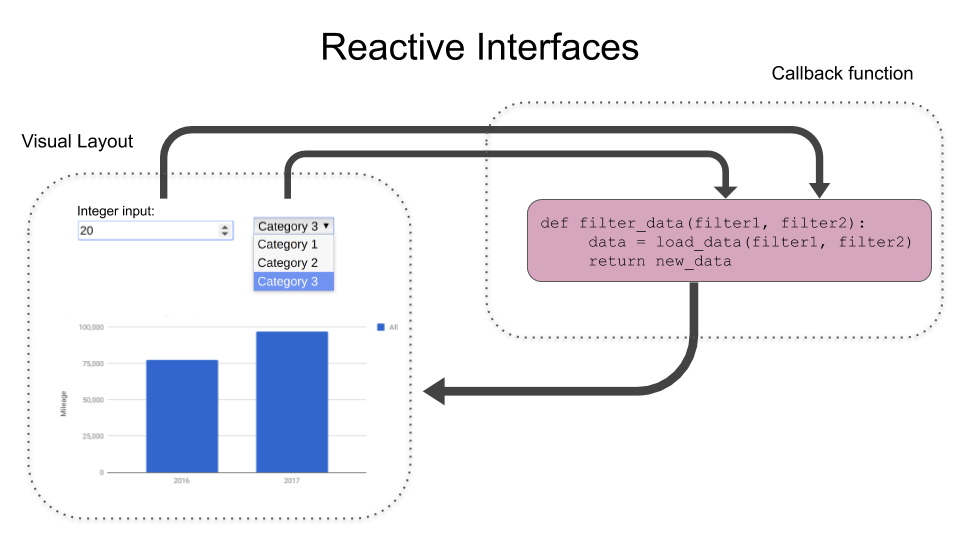 Reactive Interfaces
Callback function
Visual Layout
Integer input:
20
Category 3
Category 1
Category 2
Category 3
def filter_data(filter1, filter2):
data = load_data(filter1, filter2)
return new_data
100,000
All
75,000
Mileage
50,000
25,000
0
2016
2017